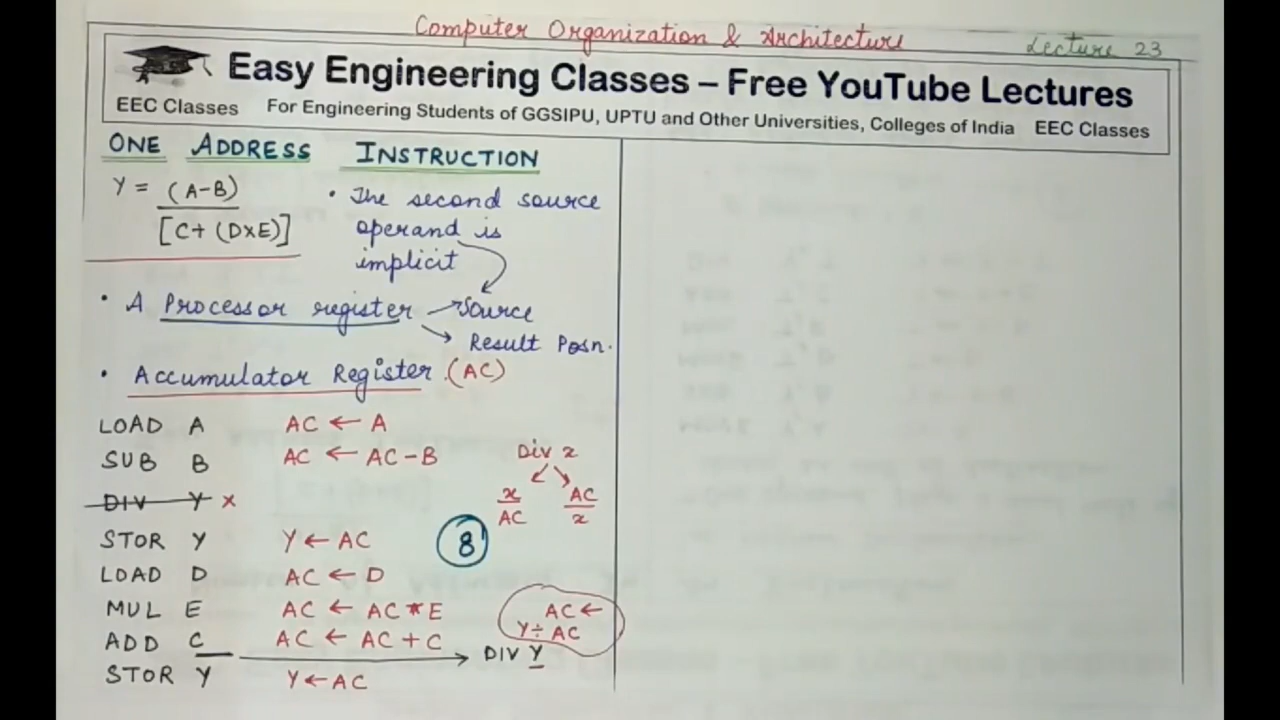 Computer Organization & Architecture
Lecture 23
Easy Engineering Classes – Free YouTube Lectures
EEC Classes For Engineering Students of GGSIPU, UPTU and Other Universities, Colleges of India EEC Classes
ONE ADDRESS INSTRUCTION
Y = (A-B) / [C+ (D×E)]
• The second source
operand is
implicit
• A Processor register → Source
→ Result Posn.
• Accumulator Register (AC)
LOAD A AC ← A
SUB B AC ← AC - B
DIV Y ×
STOR Y Y ← AC
LOAD D AC ← D
MUL E AC ← AC * E
ADD C AC ← AC + C
STOR Y Y ← AC
Div x
x / AC
AC / x
8
AC ←
Y ÷ AC
DIV Y